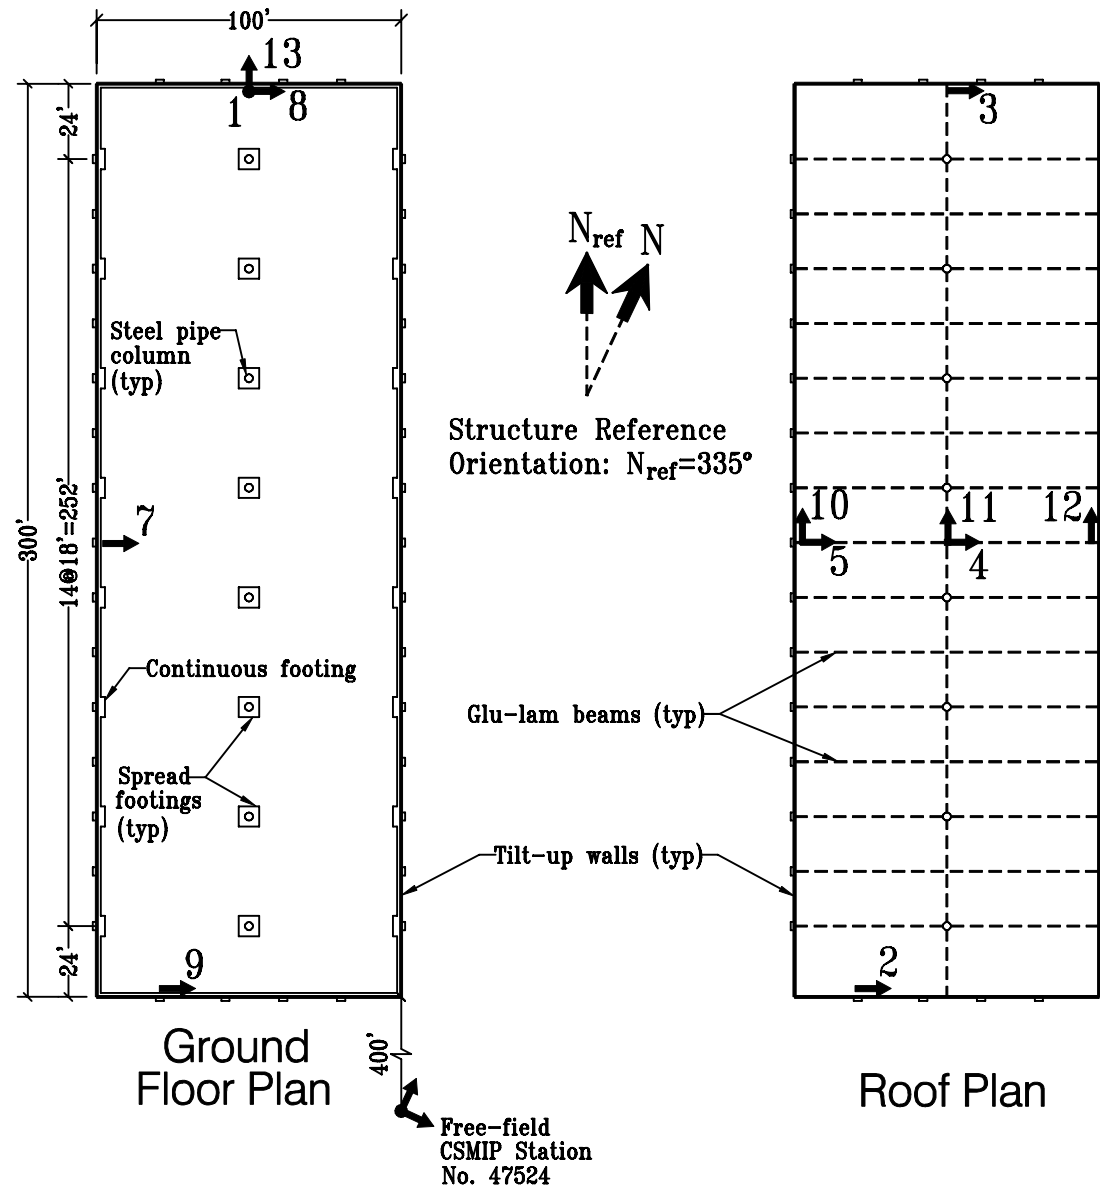 100'
13
1
8
24'
3
N_ref N
Steel pipe
column
(typ)
Structure Reference
Orientation: N_ref=335°
300'
14@18'=252'
7
10
11
12
5
4
Continuous footing
Glu-lam beams (typ)
Spread
footings
(typ)
Tilt-up walls (typ)
24'
9
2
Ground
Floor Plan
400'
Roof Plan
Free-field
CSMIP Station
No. 47524